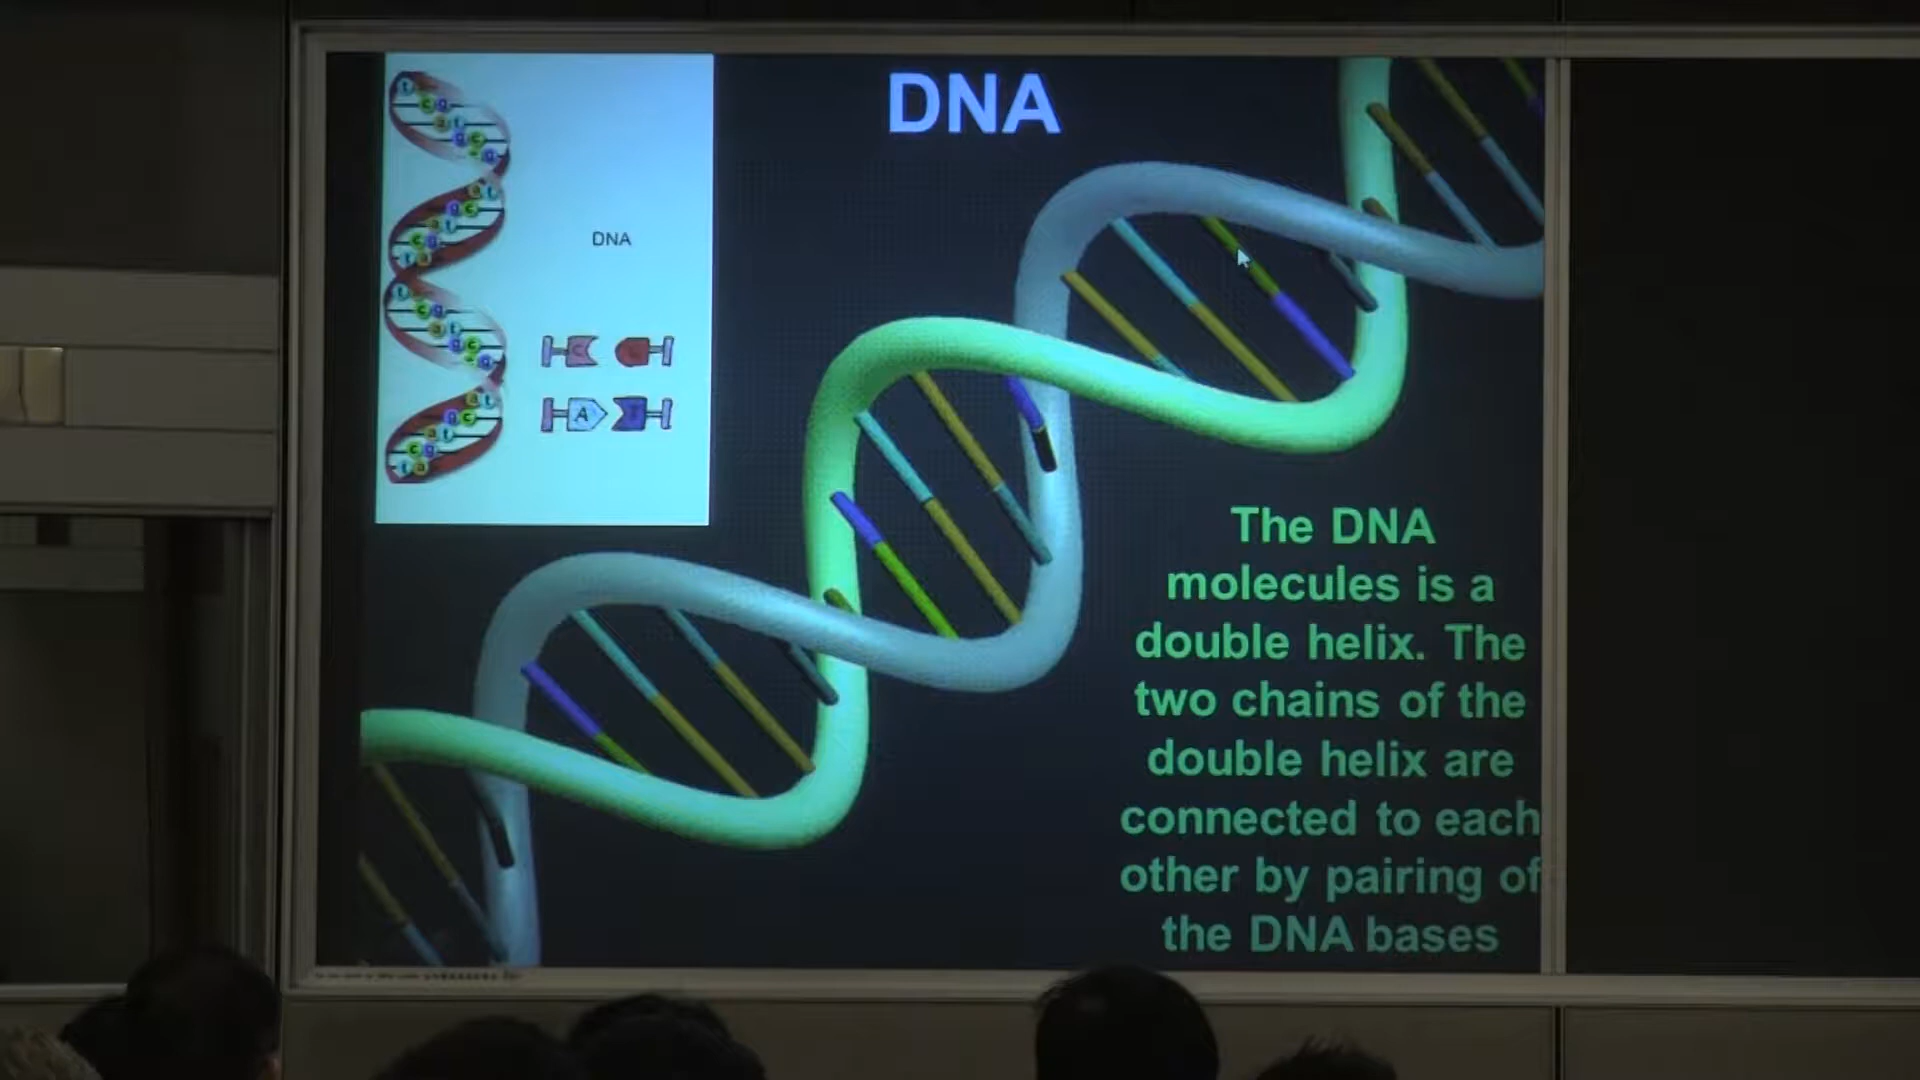 DNA
DNA
C
A
The DNA
molecules is a
double helix. The
two chains of the
double helix are
connected to each
other by pairing of
the DNA bases